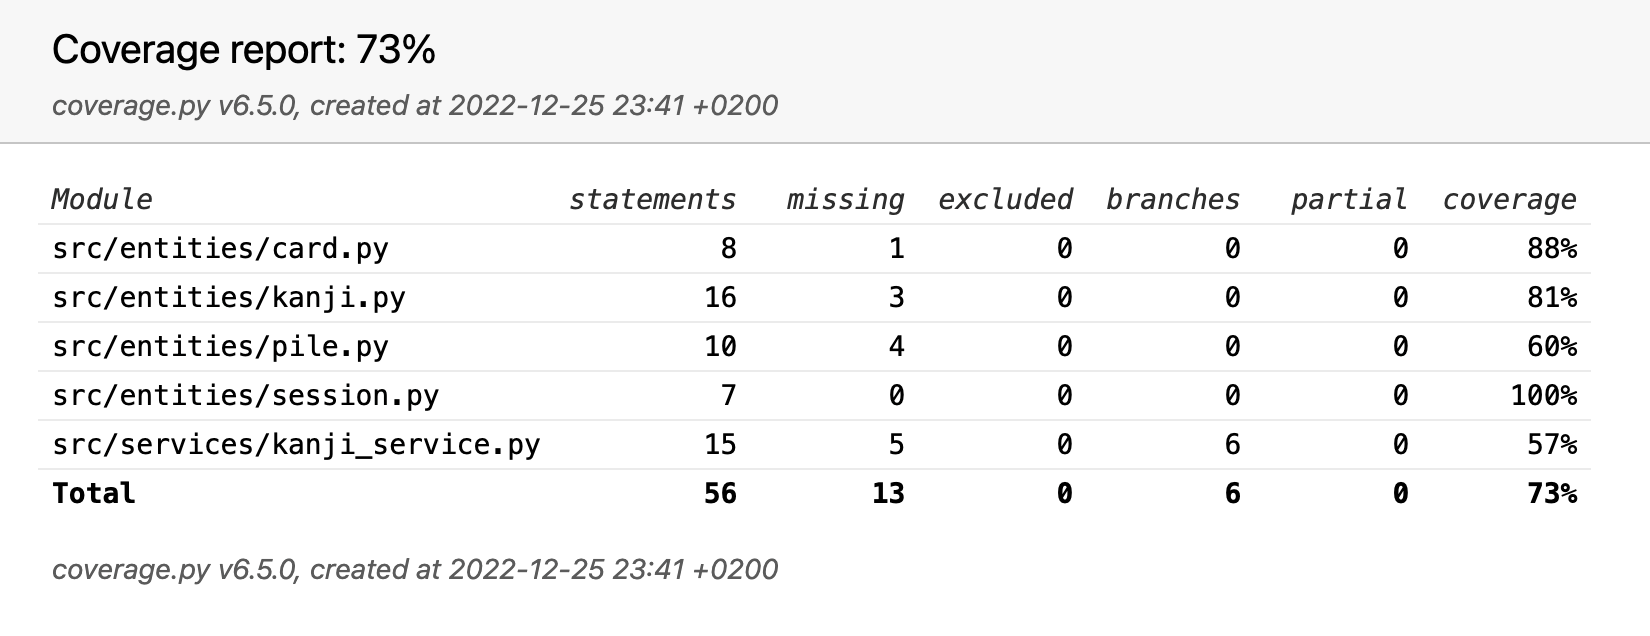 Coverage report: 73%
coverage.py v6.5.0, created at 2022-12-25 23:41 +0200
Module statements missing excluded branches partial coverage
src/entities/card.py 8 1 0 0 0 88%
src/entities/kanji.py 16 3 0 0 0 81%
src/entities/pile.py 10 4 0 0 0 60%
src/entities/session.py 7 0 0 0 0 100%
src/services/kanji_service.py 15 5 0 6 0 57%
Total 56 13 0 6 0 73%
coverage.py v6.5.0, created at 2022-12-25 23:41 +0200